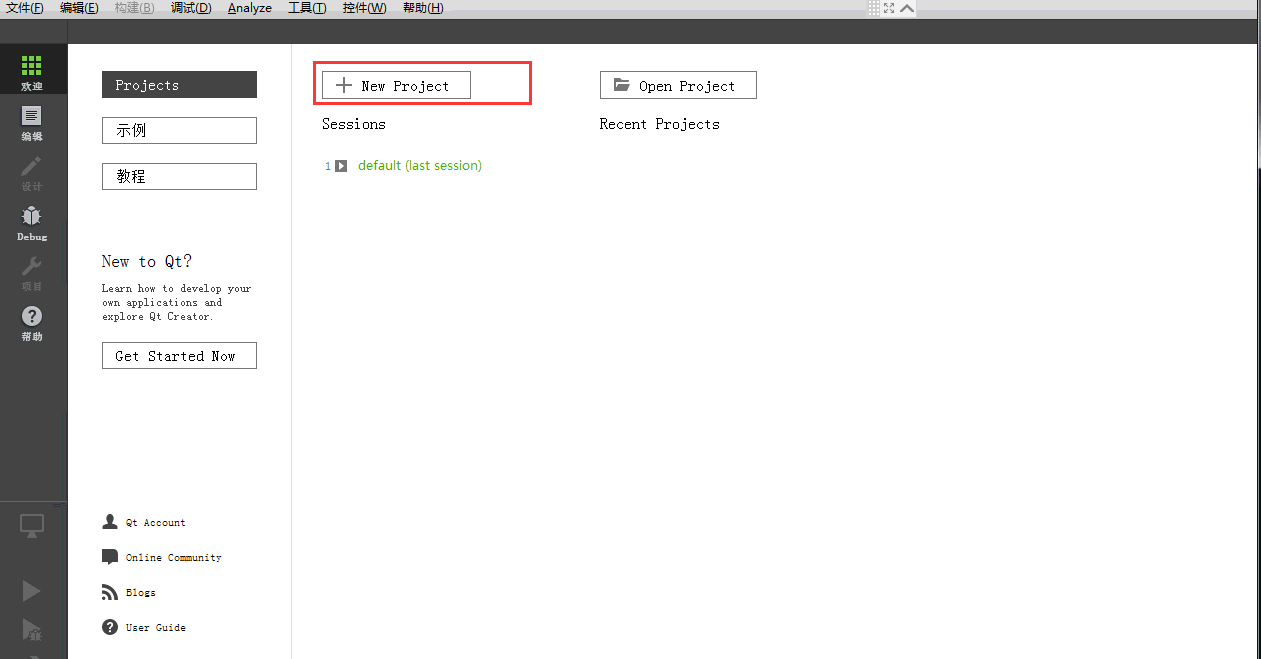 文件(F) 编辑(E) 构建(B) 调试(D) Analyze 工具(T) 控件(W) 帮助(H)
欢迎
编辑
设计
Debug
项目
帮助
Projects
示例
教程
New to Qt?
Learn how to develop your
own applications and
explore Qt Creator.
Get Started Now
Qt Account
Online Community
Blogs
User Guide
New Project
Sessions
1 default (last session)
Open Project
Recent Projects